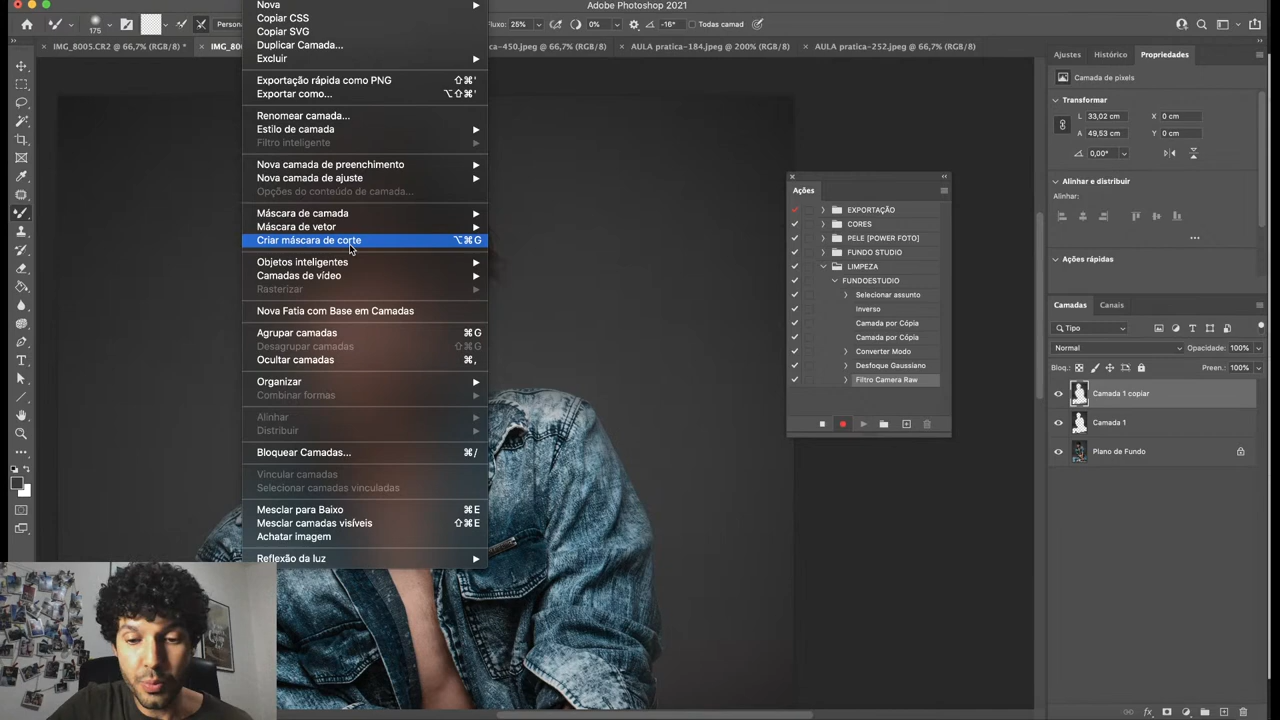 Adobe Photoshop 2021
175
Persona
Fluxo: 25%
0%
-16°
Todas camad
IMG_8005.CR2 @ 66,7% (RGB/8) *
IMG_80
ca-450.jpeg @ 66,7% (RGB/8)
AULA pratica-184.jpeg @ 200% (RGB/8)
AULA pratica-252.jpeg @ 66,7% (RGB/8)
Nova
Copiar CSS
Copiar SVG
Duplicar Camada...
Excluir
Exportação rápida como PNG ⇧⌘'
Exportar como... ⌥⇧⌘'
Renomear camada...
Estilo de camada
Filtro inteligente
Nova camada de preenchimento
Nova camada de ajuste
Opções do conteúdo de camada...
Máscara de camada
Máscara de vetor
Criar máscara de corte ⌥⌘G
Objetos inteligentes
Camadas de vídeo
Rasterizar
Nova Fatia com Base em Camadas
Agrupar camadas ⌘G
Desagrupar camadas ⇧⌘G
Ocultar camadas ⌘,
Organizar
Combinar formas
Alinhar
Distribuir
Bloquear Camadas... ⌘/
Vincular camadas
Selecionar camadas vinculadas
Mesclar para Baixo ⌘E
Mesclar camadas visíveis ⇧⌘E
Achatar imagem
Reflexão da luz
Ações
EXPORTAÇÃO
CORES
PELE [POWER FOTO]
FUNDO STUDIO
LIMPEZA
FUNDOESTUDIO
Selecionar assunto
Inverso
Camada por Cópia
Camada por Cópia
Converter Modo
Desfoque Gaussiano
Filtro Camera Raw
Ajustes
Histórico
Propriedades
Camada de pixels
Transformar
L 33,02 cm X 0 cm
A 49,53 cm Y 0 cm
0,00°
Alinhar e distribuir
Alinhar:
Ações rápidas
Camadas
Canais
Tipo
Normal
Opacidade: 100%
Bloq.:
Preen.: 100%
Camada 1 copiar
Camada 1
Plano de Fundo
fx